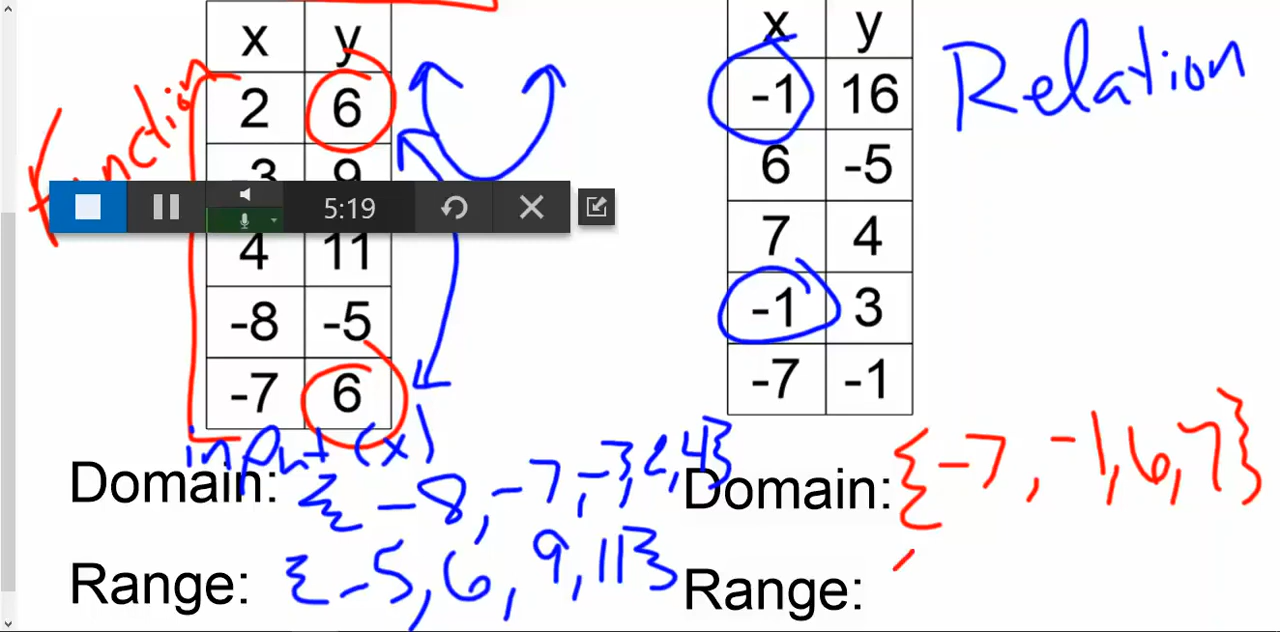 x y
2 6
-3 9
4 11
-8 -5
-7 6
function
5:19
input (x)
Domain: { -8, -7, -3, 2, 4}
Range: { -5, 6, 9, 11}
x y
-1 16
6 -5
7 4
-1 3
-7 -1
Relation
Domain: { -7, -1, 6, 7}
Range: